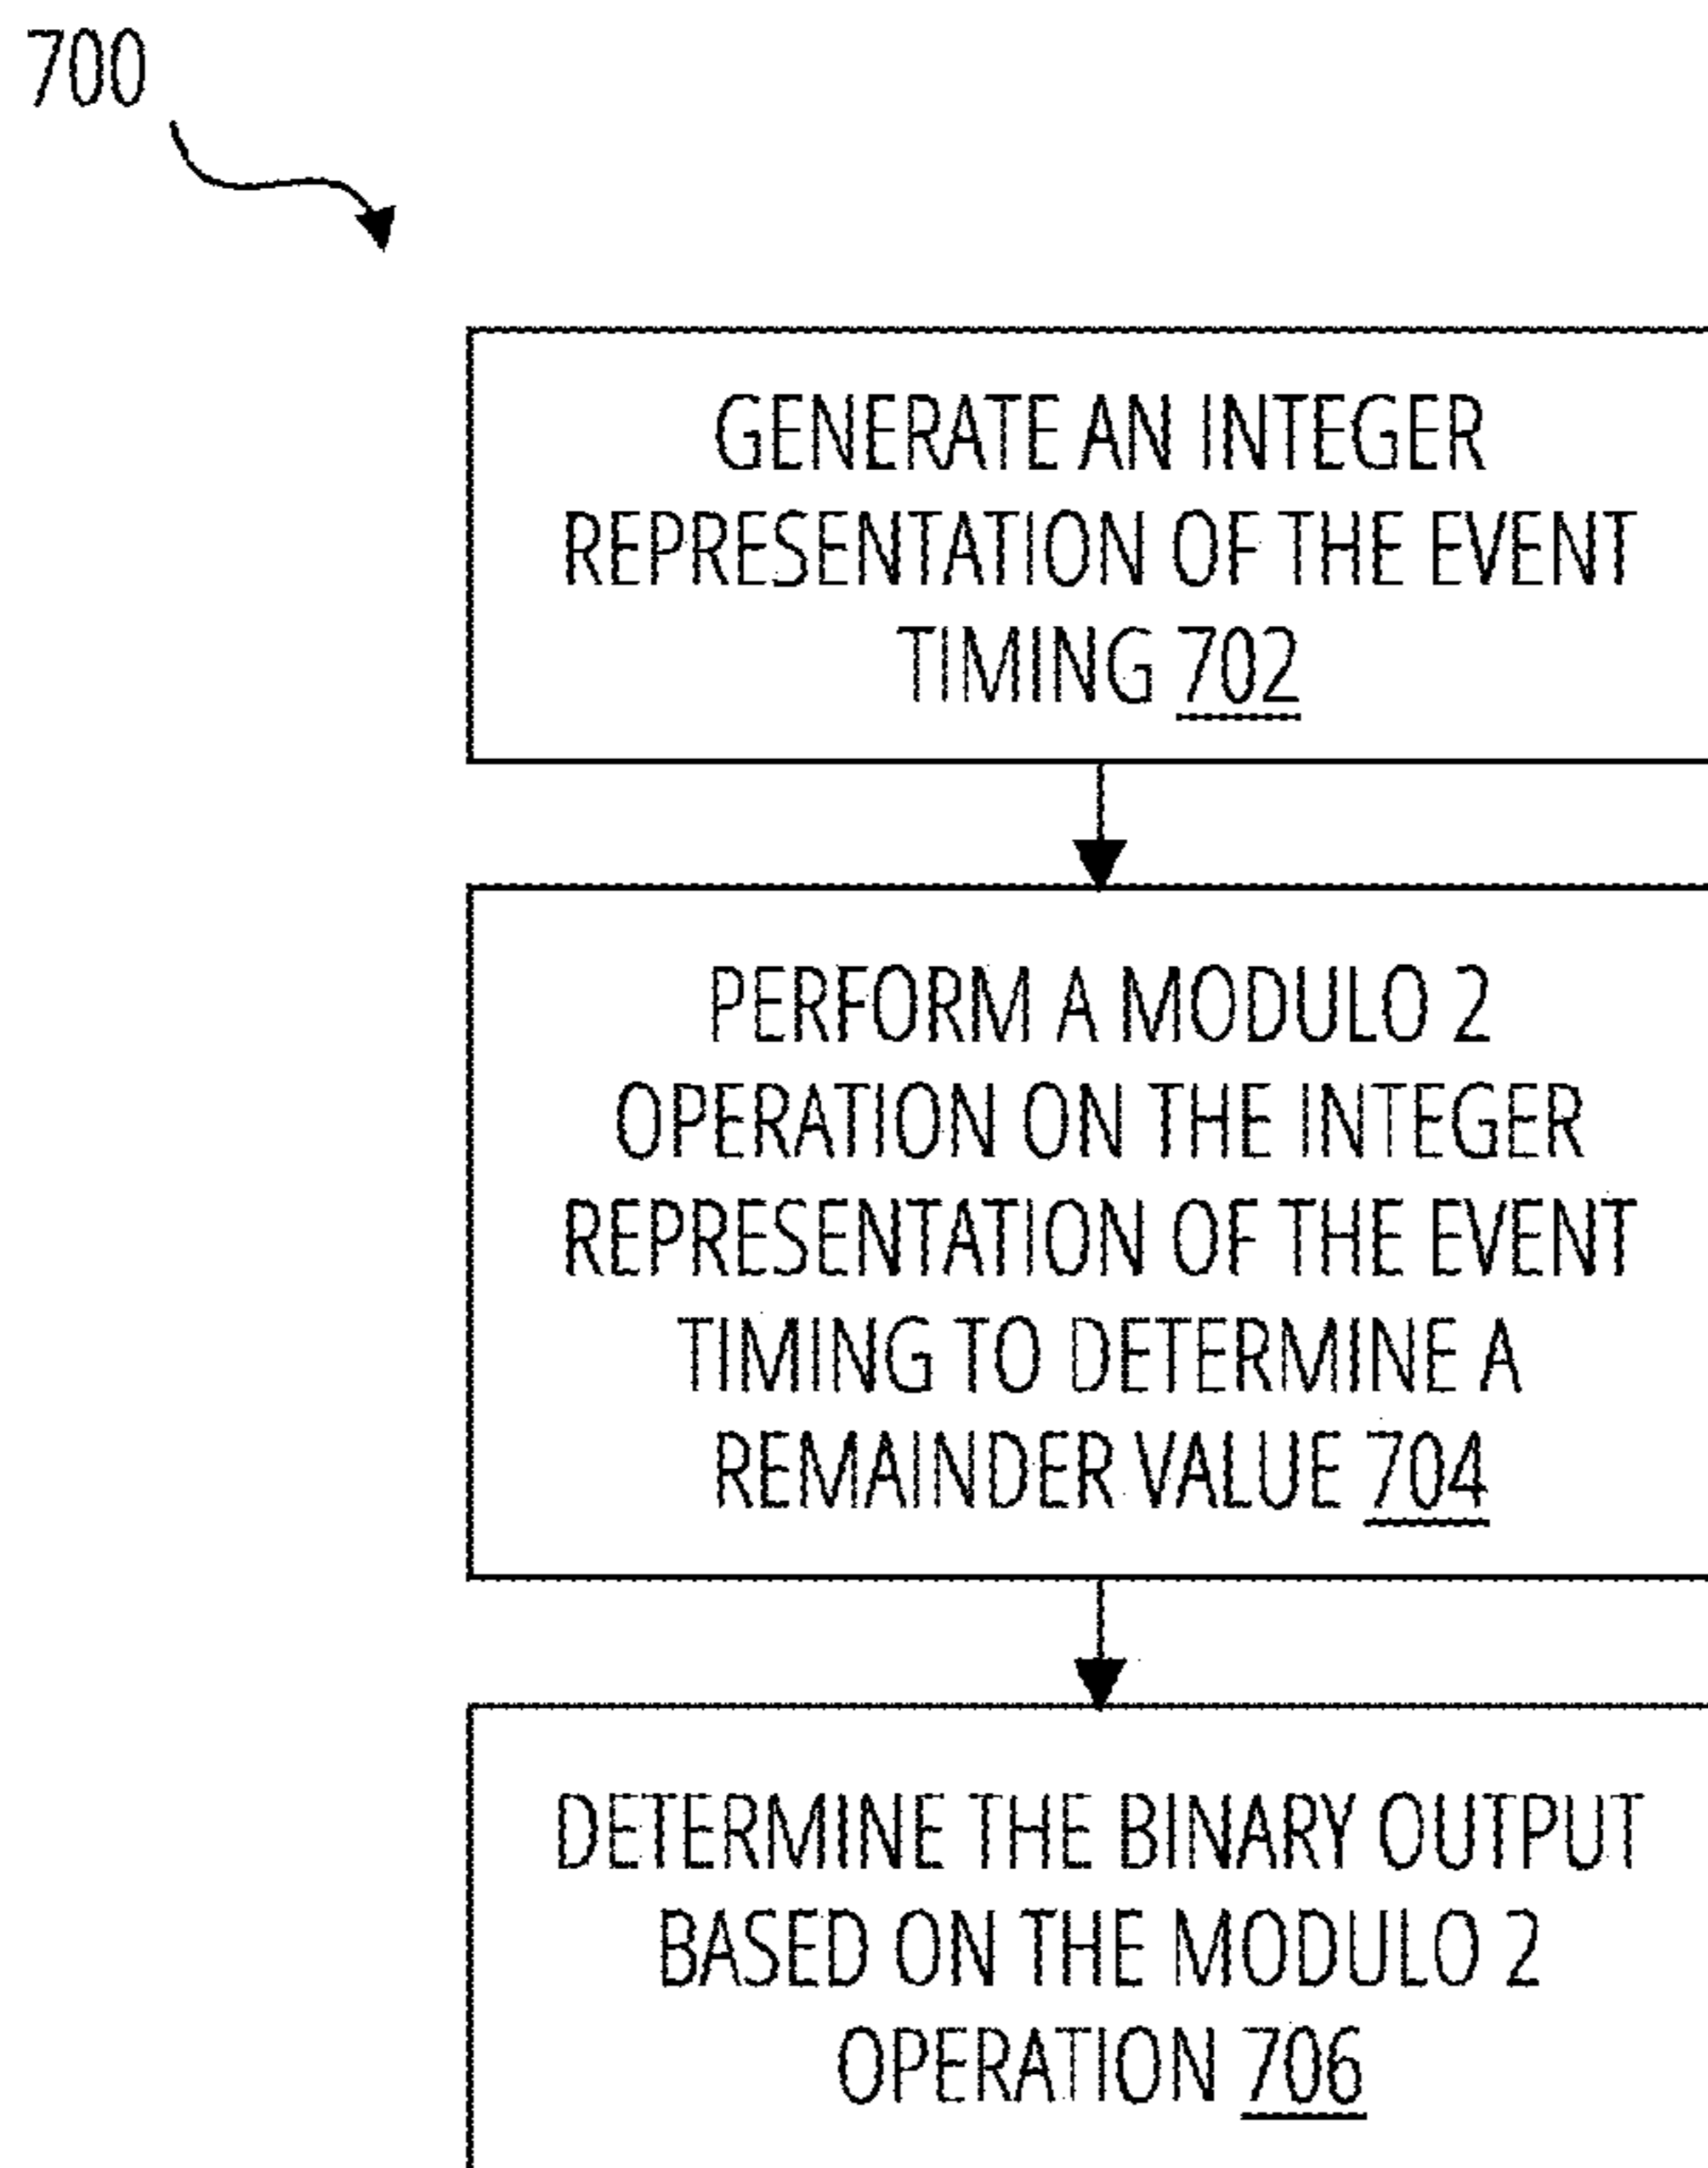 700
GENERATE AN INTEGER
REPRESENTATION OF THE EVENT
TIMING 702
PERFORM A MODULO 2
OPERATION ON THE INTEGER
REPRESENTATION OF THE EVENT
TIMING TO DETERMINE A
REMAINDER VALUE 704
DETERMINE THE BINARY OUTPUT
BASED ON THE MODULO 2
OPERATION 706